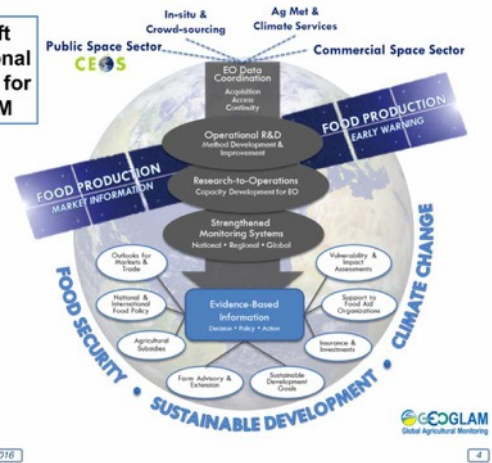 ft
onal
for
M
In-situ &
Crowd-sourcing
Ag Met &
Climate Services
Public Space Sector
CEOS
Commercial Space Sector
EO Data
Coordination
Acquisition
Access
Continuity
Operational R&D
Method Development &
Improvement
FOOD PRODUCTION
MARKET INFORMATION
FOOD PRODUCTION
EARLY WARNING
Research-to-Operations
Capacity Development for EO
Strengthened
Monitoring Systems
National • Regional • Global
Outlooks for
Markets &
Trade
Vulnerability &
Impact
Assessments
National &
International
Food Policy
Evidence-Based
Information
Decision • Policy • Action
Support to
Food Aid
Organizations
Agricultural
Subsidies
Insurance &
Investments
Farm Advisory &
Extension
Sustainable
Development
Goals
FOOD SECURITY • SUSTAINABLE DEVELOPMENT • CLIMATE CHANGE
GEOGLAM
Global Agricultural Monitoring
2016
4